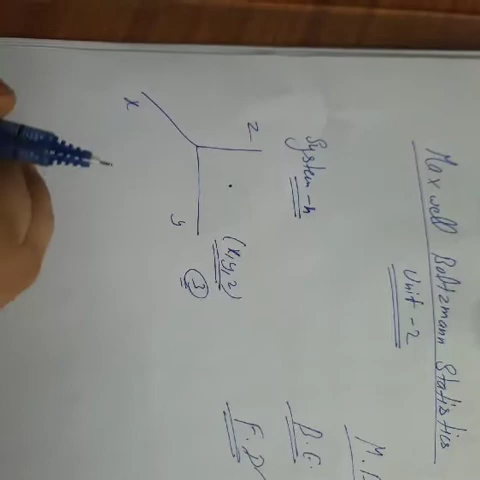 Maxwell Boltzmann Statistics
Unit-2
M.
B.E.
F.D
System-n
z
x
y
(x,y,z)
3